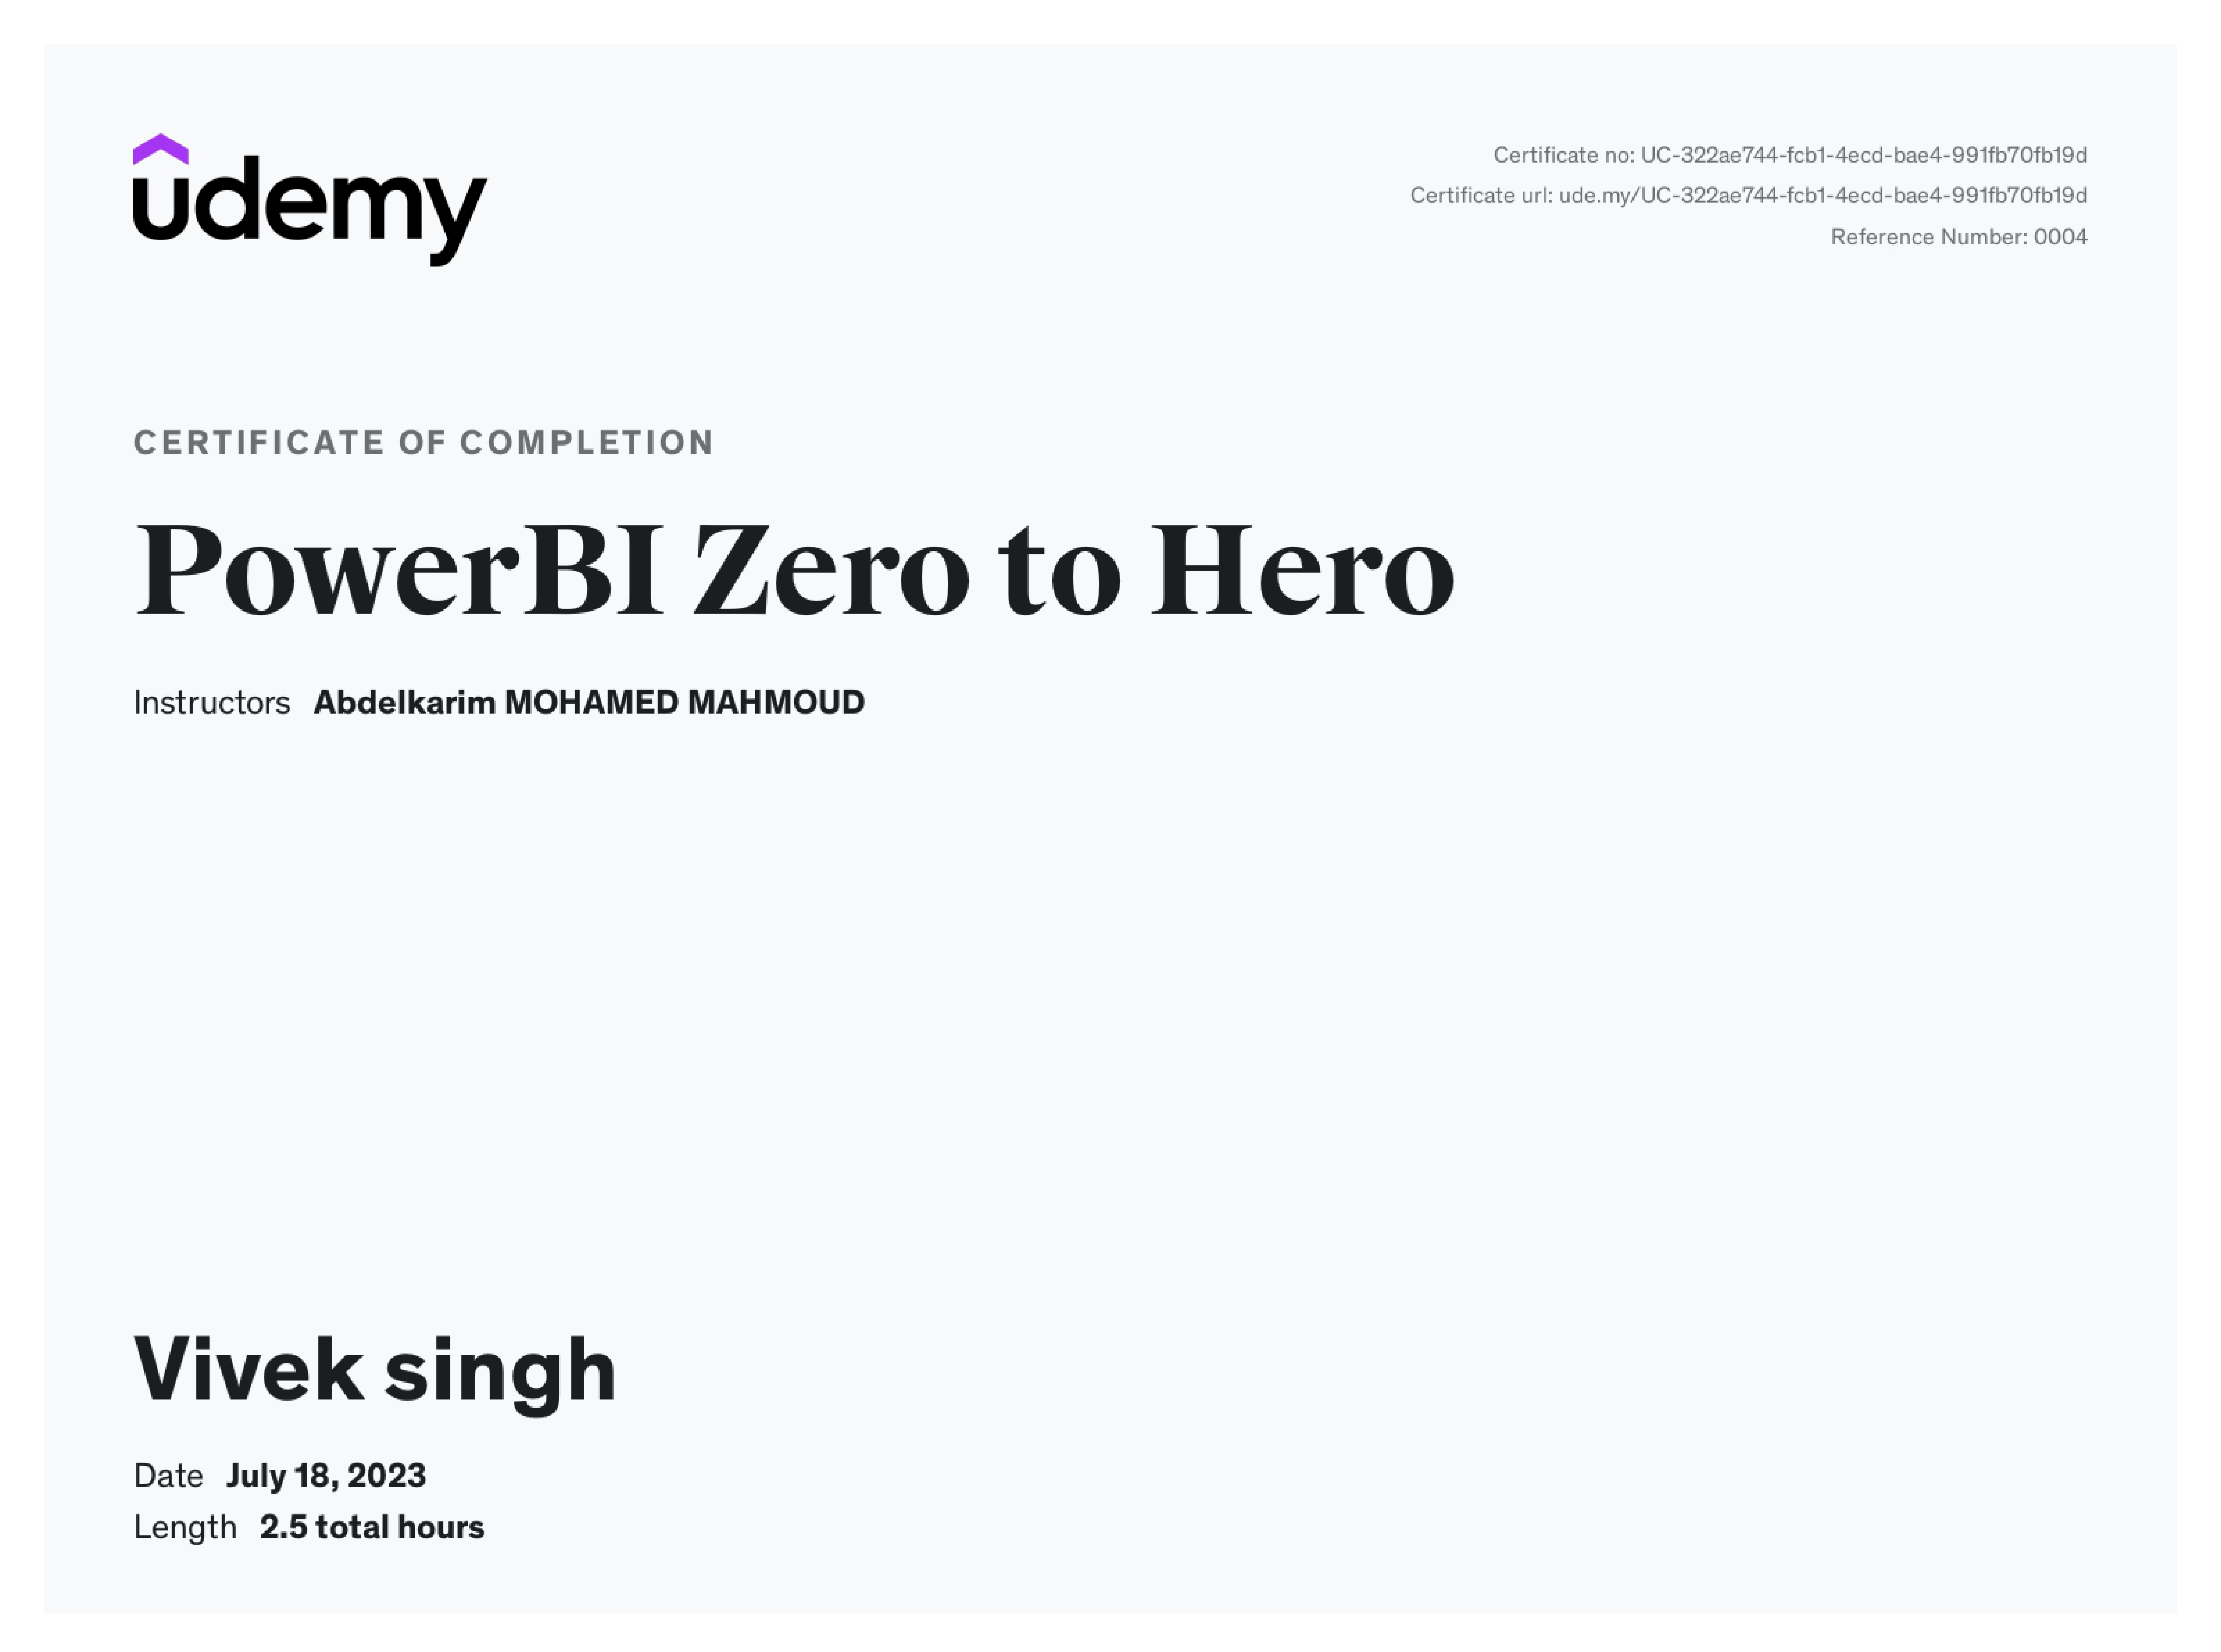 udemy
Certificate no: UC-322ae744-fcb1-4ecd-bae4-991fb70fb19d
Certificate url: ude.my/UC-322ae744-fcb1-4ecd-bae4-991fb70fb19d
Reference Number: 0004
CERTIFICATE OF COMPLETION
PowerBI Zero to Hero
Instructors Abdelkarim MOHAMED MAHMOUD
Vivek singh
Date July 18, 2023
Length 2.5 total hours